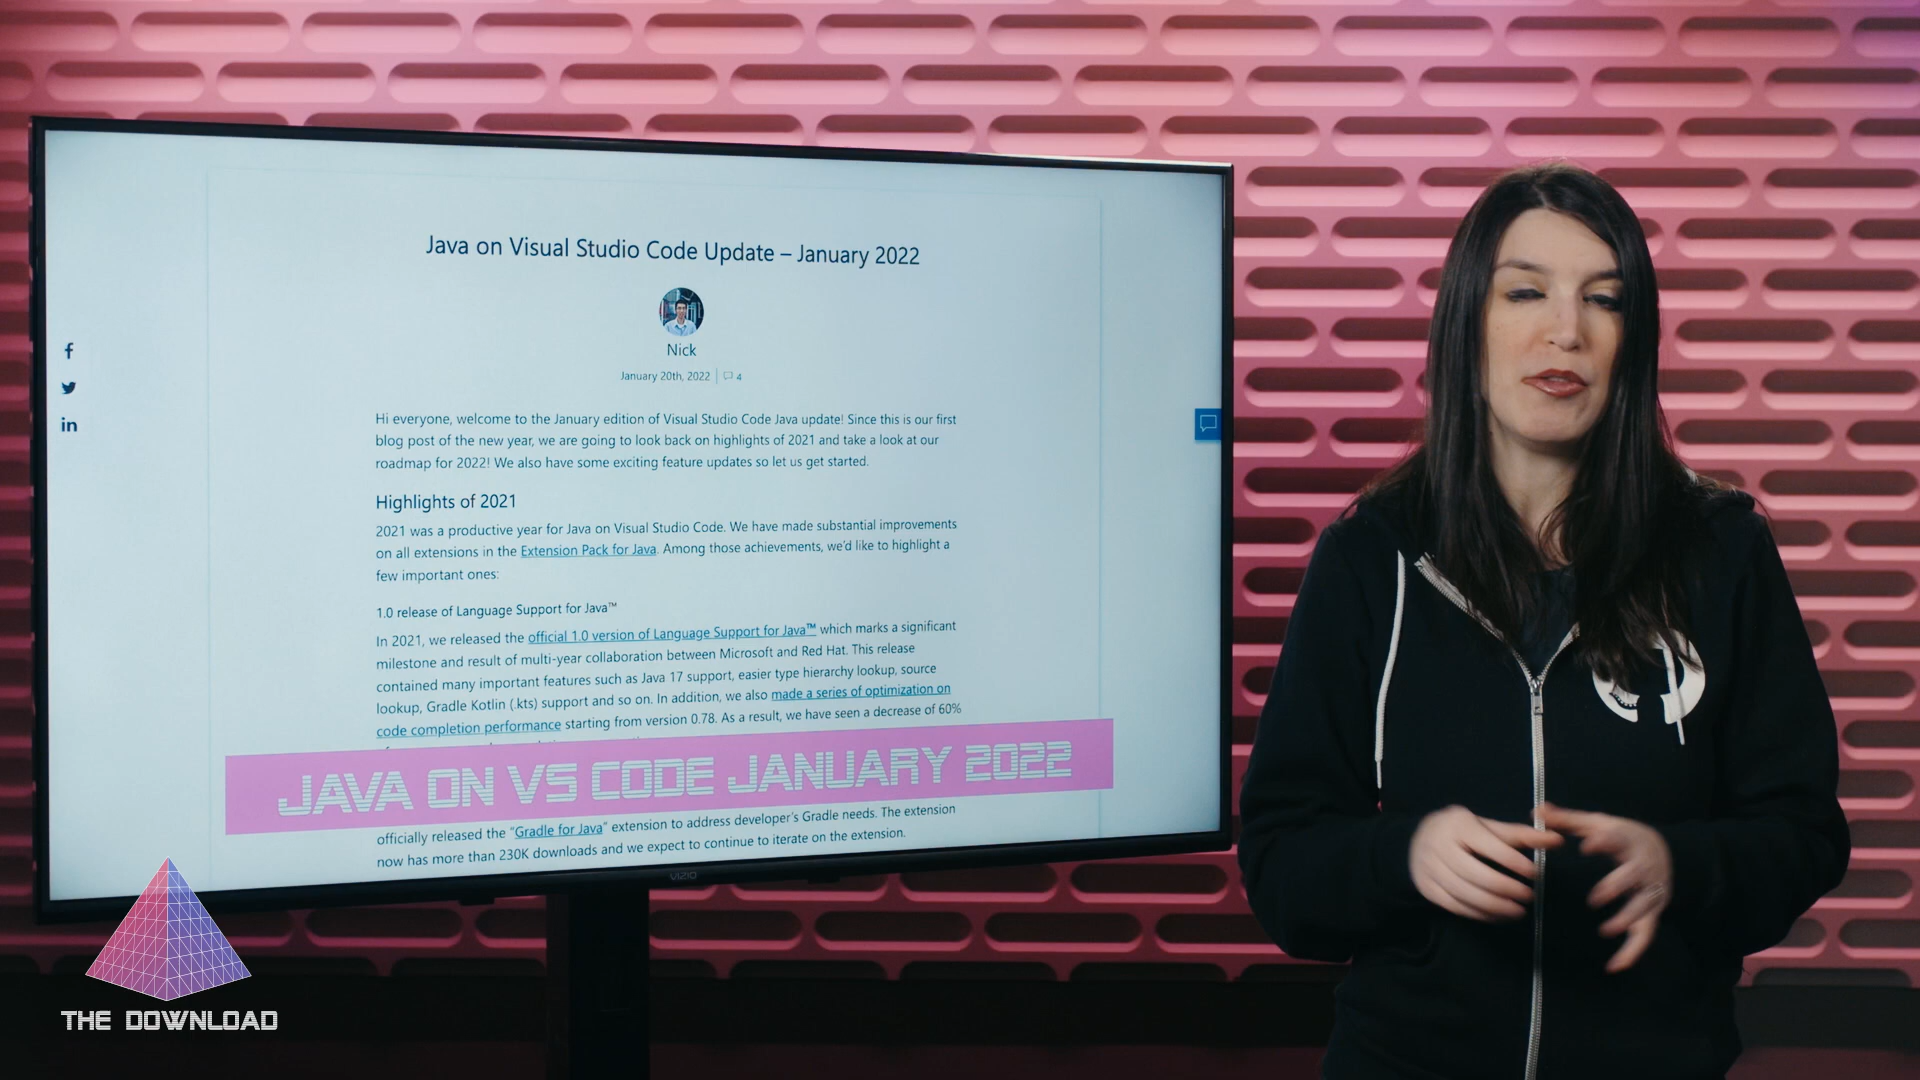 Java on Visual Studio Code Update – January 2022
Nick
January 20th, 2022 | 4
f
in
Hi everyone, welcome to the January edition of Visual Studio Code Java update! Since this is our first
blog post of the new year, we are going to look back on highlights of 2021 and take a look at our
roadmap for 2022! We also have some exciting feature updates so let us get started.
Highlights of 2021
2021 was a productive year for Java on Visual Studio Code. We have made substantial improvements
on all extensions in the Extension Pack for Java. Among those achievements, we'd like to highlight a
few important ones:
1.0 release of Language Support for Java™
In 2021, we released the official 1.0 version of Language Support for Java™ which marks a significant
milestone and result of multi-year collaboration between Microsoft and Red Hat. This release
contained many important features such as Java 17 support, easier type hierarchy lookup, source
lookup, Gradle Kotlin (.kts) support and so on. In addition, we also made a series of optimization on
code completion performance starting from version 0.78. As a result, we have seen a decrease of 60%
JAVA ON VS CODE JANUARY 2022
officially released the “Gradle for Java” extension to address developer's Gradle needs. The extension
now has more than 230K downloads and we expect to continue to iterate on the extension.
VIZIO
THE DOWNLOAD